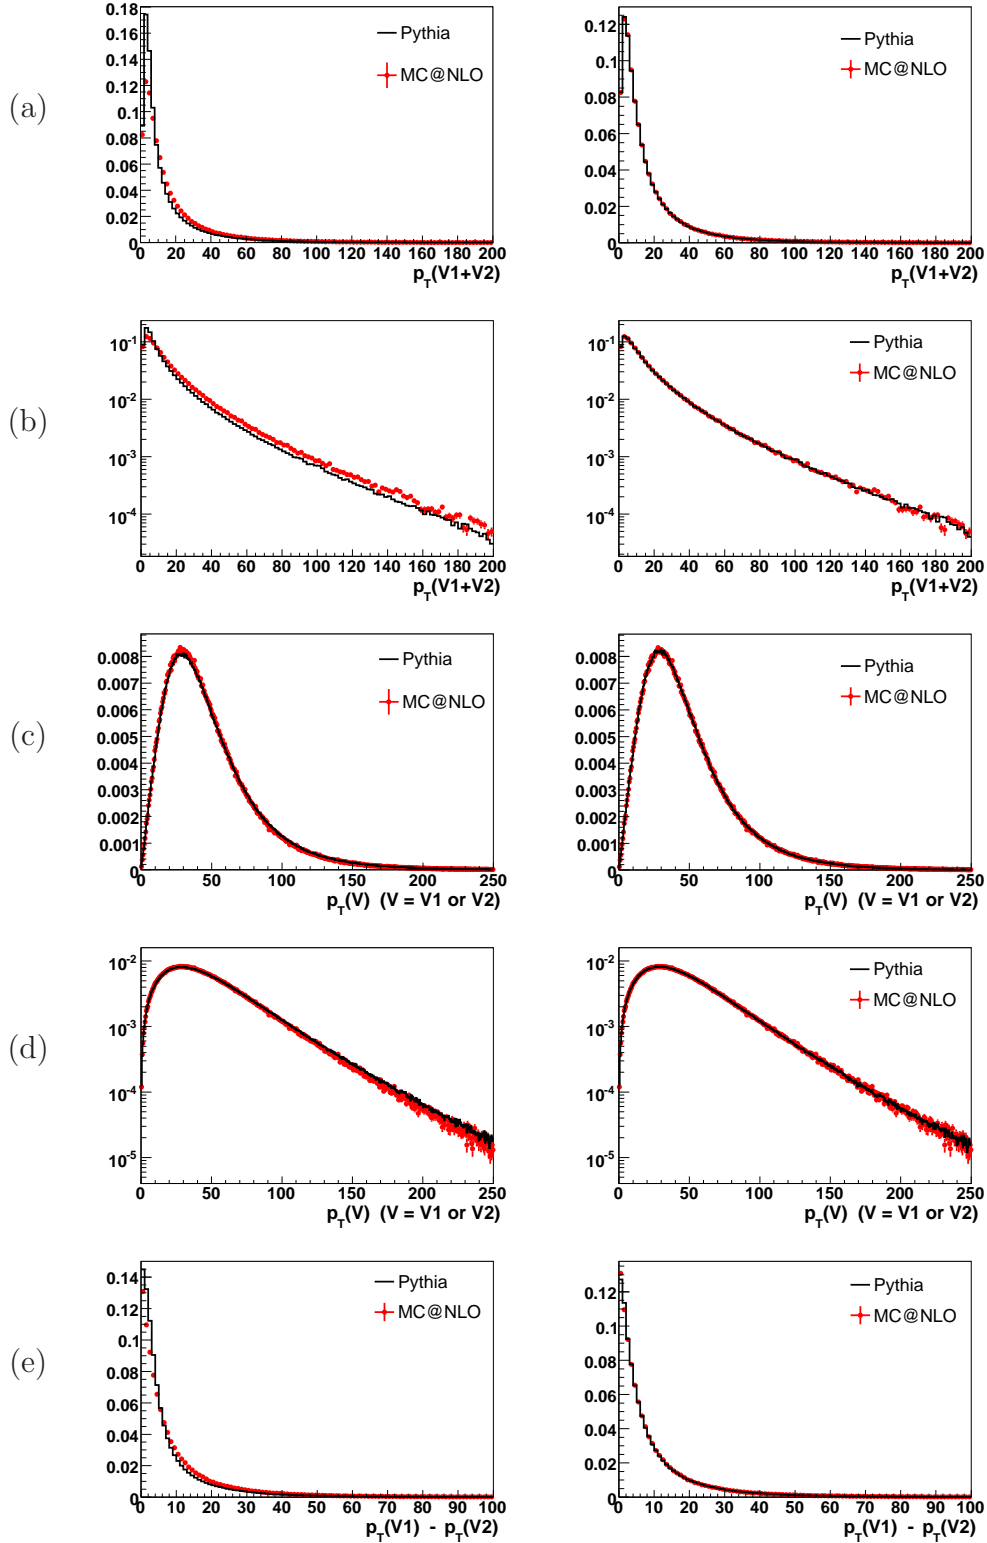 (a)
0.18
0.16
0.14
0.12
0.1
0.08
0.06
0.04
0.02
0
Pythia
MC@NLO
0 20 40 60 80 100 120 140 160 180 200
p_T(V1+V2)
0.12
0.1
0.08
0.06
0.04
0.02
0
Pythia
MC@NLO
0 20 40 60 80 100 120 140 160 180 200
p_T(V1+V2)
(b)
10^-1
10^-2
10^-3
10^-4
0 20 40 60 80 100 120 140 160 180 200
p_T(V1+V2)
10^-1
10^-2
10^-3
10^-4
Pythia
MC@NLO
0 20 40 60 80 100 120 140 160 180 200
p_T(V1+V2)
(c)
0.008
0.007
0.006
0.005
0.004
0.003
0.002
0.001
0
Pythia
MC@NLO
0 50 100 150 200 250
p_T(V) (V = V1 or V2)
0.008
0.007
0.006
0.005
0.004
0.003
0.002
0.001
0
Pythia
MC@NLO
0 50 100 150 200 250
p_T(V) (V = V1 or V2)
(d)
10^-2
10^-3
10^-4
10^-5
0 50 100 150 200 250
p_T(V) (V = V1 or V2)
10^-2
10^-3
10^-4
10^-5
Pythia
MC@NLO
0 50 100 150 200 250
p_T(V) (V = V1 or V2)
(e)
0.14
0.12
0.1
0.08
0.06
0.04
0.02
0
Pythia
MC@NLO
0 10 20 30 40 50 60 70 80 90 100
p_T(V1) - p_T(V2)
0.12
0.1
0.08
0.06
0.04
0.02
0
Pythia
MC@NLO
0 10 20 30 40 50 60 70 80 90 100
p_T(V1) - p_T(V2)